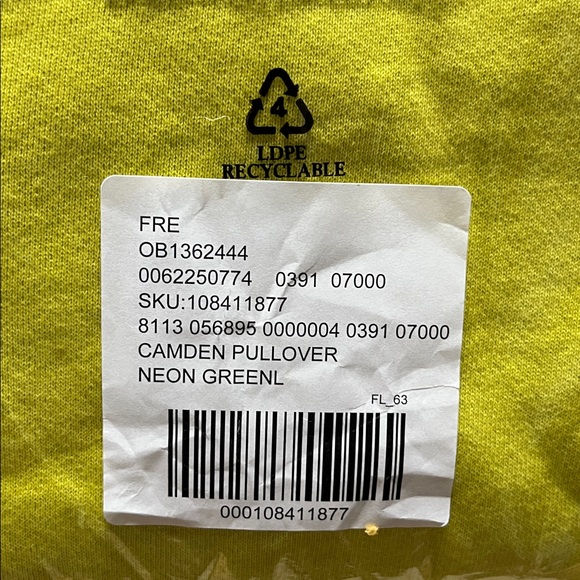 4
LDPE
RECYCLABLE
FRE
OB1362444
0062250774 0391 07000
SKU:108411877
8113 056895 0000004 0391 07000
CAMDEN PULLOVER
NEON GREENL
FL_63
000108411877